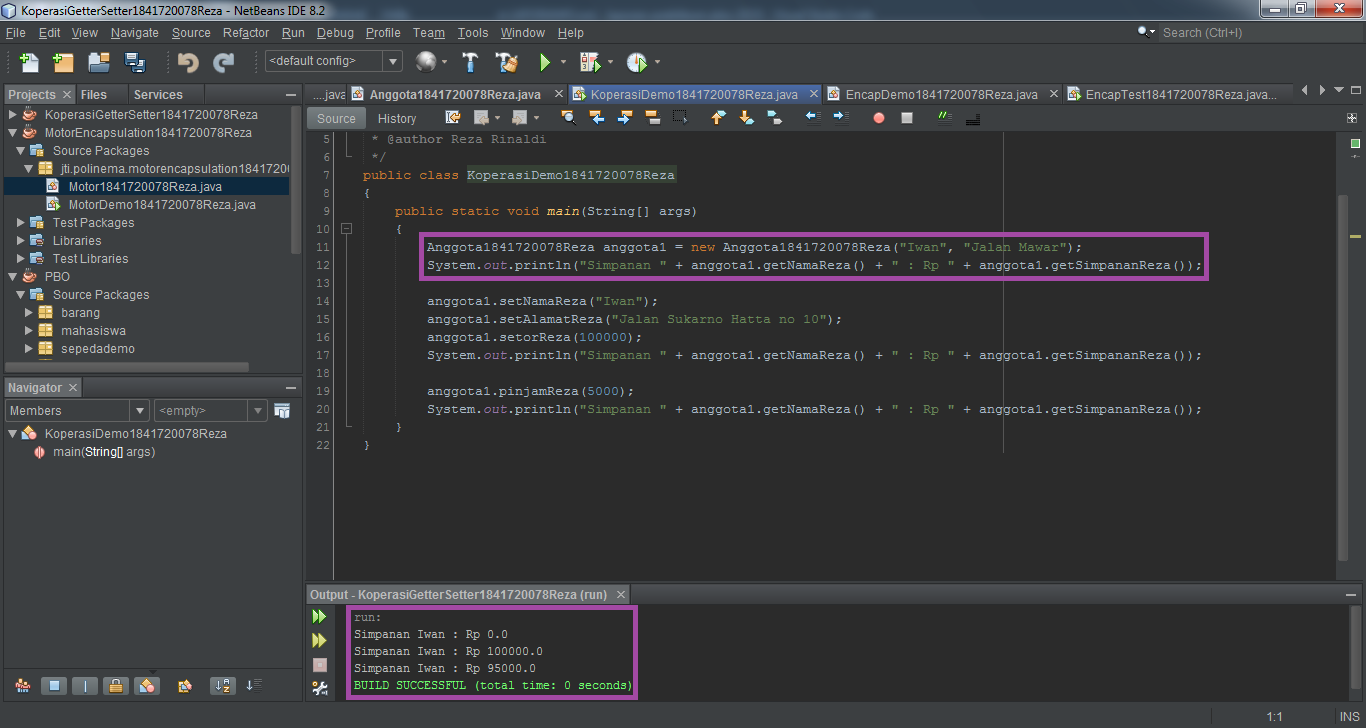 KoperasiGetterSetter1841720078Reza - NetBeans IDE 8.2
File Edit View Navigate Source Refactor Run Debug Profile Team Tools Window Help
Search (Ctrl+I)
<default config>
Projects Files Services
KoperasiGetterSetter1841720078Reza
MotorEncapsulation1841720078Reza
Source Packages
jti.polinema.motorencapsulation18417200
Motor1841720078Reza.java
MotorDemo1841720078Reza.java
Test Packages
Libraries
Test Libraries
PBO
Source Packages
barang
mahasiswa
sepedademo
Navigator
Members <empty>
KoperasiDemo1841720078Reza
main(String[] args)
....java Anggota1841720078Reza.java KoperasiDemo1841720078Reza.java EncapDemo1841720078Reza.java EncapTest1841720078Reza.java...
Source History
5 * @author Reza Rinaldi
6 */
7 public class KoperasiDemo1841720078Reza
8 {
9 public static void main(String[] args)
10 {
11 Anggota1841720078Reza anggota1 = new Anggota1841720078Reza("Iwan", "Jalan Mawar");
12 System.out.println("Simpanan " + anggota1.getNamaReza() + " : Rp " + anggota1.getSimpananReza());
13
14 anggota1.setNamaReza("Iwan");
15 anggota1.setAlamatReza("Jalan Sukarno Hatta no 10");
16 anggota1.setorReza(100000);
17 System.out.println("Simpanan " + anggota1.getNamaReza() + " : Rp " + anggota1.getSimpananReza());
18
19 anggota1.pinjamReza(5000);
20 System.out.println("Simpanan " + anggota1.getNamaReza() + " : Rp " + anggota1.getSimpananReza());
21 }
22 }
Output - KoperasiGetterSetter1841720078Reza (run)
run:
Simpanan Iwan : Rp 0.0
Simpanan Iwan : Rp 100000.0
Simpanan Iwan : Rp 95000.0
BUILD SUCCESSFUL (total time: 0 seconds)
1:1 INS